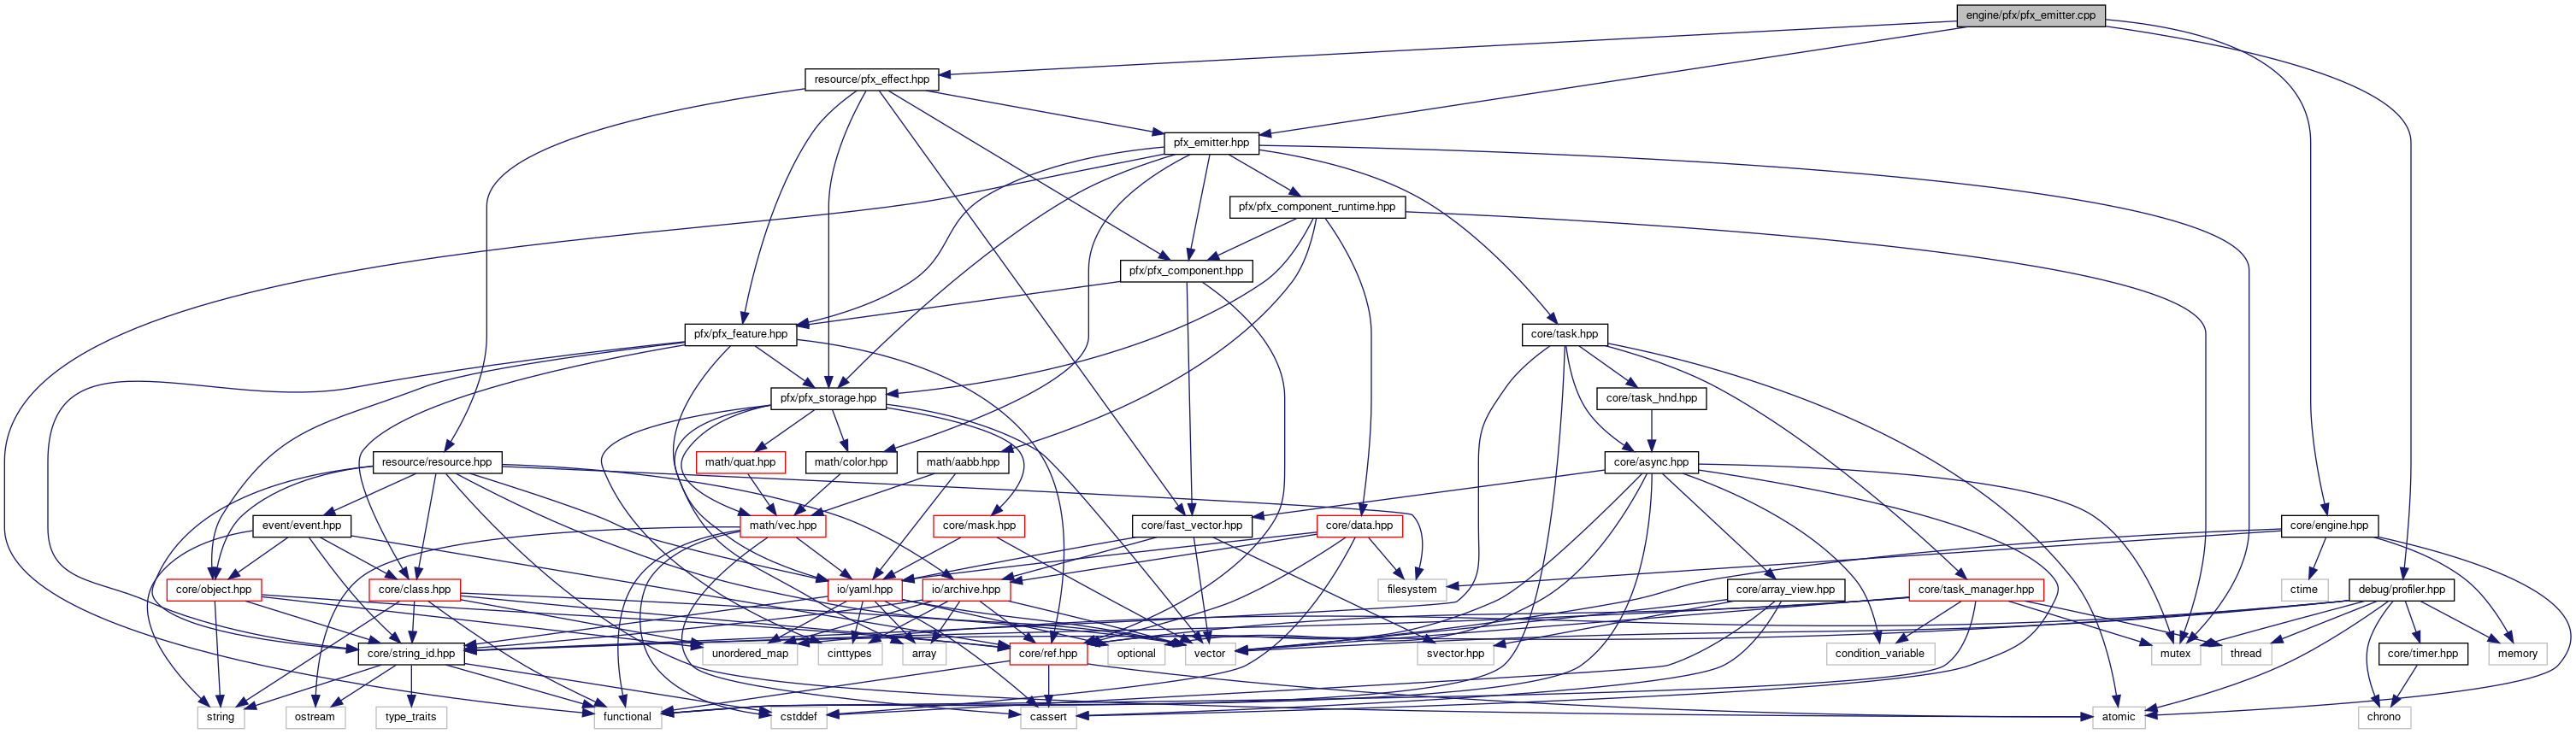 engine/pfx/pfx_emitter.cpp
resource/pfx_effect.hpp
pfx_emitter.hpp
pfx/pfx_component_runtime.hpp
pfx/pfx_component.hpp
pfx/pfx_feature.hpp
core/task.hpp
pfx/pfx_storage.hpp
core/task_hnd.hpp
resource/resource.hpp
math/quat.hpp
math/color.hpp
math/aabb.hpp
core/async.hpp
event/event.hpp
math/vec.hpp
core/mask.hpp
core/fast_vector.hpp
core/data.hpp
core/engine.hpp
core/object.hpp
core/class.hpp
io/yaml.hpp
io/archive.hpp
filesystem
core/array_view.hpp
core/task_manager.hpp
ctime
debug/profiler.hpp
core/string_id.hpp
unordered_map
cinttypes
array
core/ref.hpp
optional
vector
svector.hpp
condition_variable
mutex
thread
core/timer.hpp
memory
string
ostream
type_traits
functional
cstddef
cassert
atomic
chrono